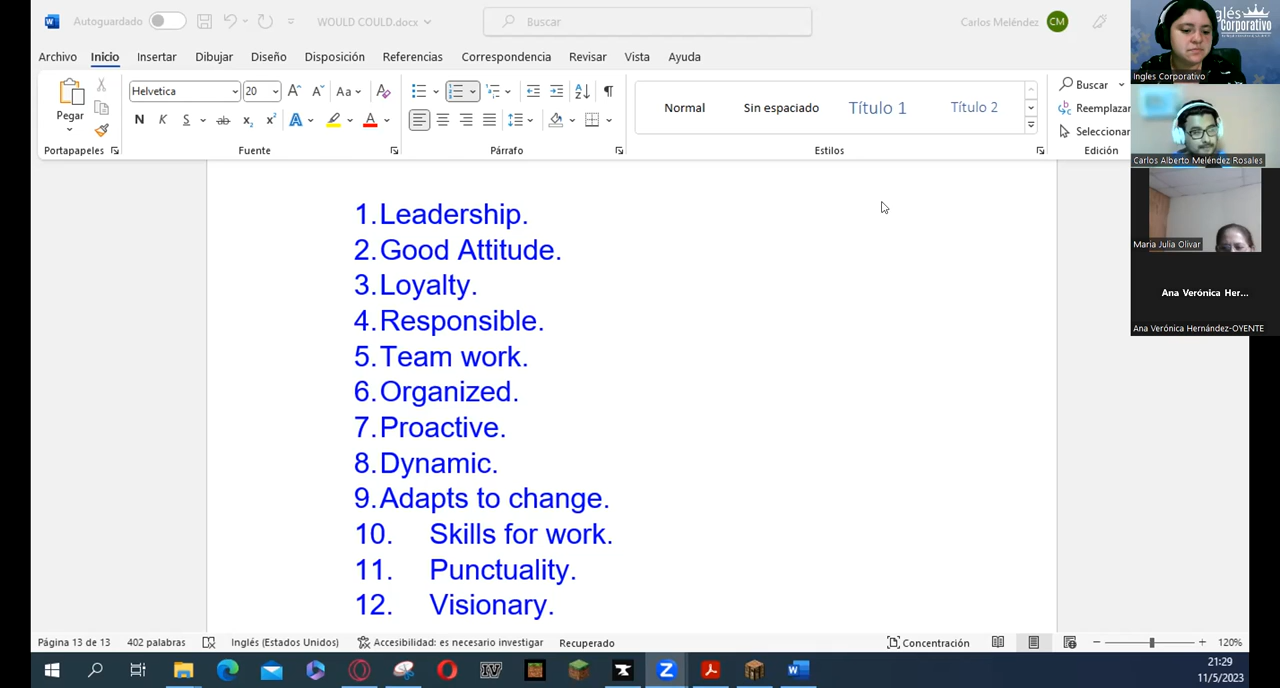 Autoguardado
WOULD COULD.docx
Buscar
Carlos Meléndez
CM
Archivo Inicio Insertar Dibujar Diseño Disposición Referencias Correspondencia Revisar Vista Ayuda
Pegar
Helvetica 20
Normal
Sin espaciado
Título 1
Título 2
Buscar
Reemplazar
Seleccionar
Portapapeles Fuente Párrafo Estilos Edición
1. Leadership.
2. Good Attitude.
3. Loyalty.
4. Responsible.
5. Team work.
6. Organized.
7. Proactive.
8. Dynamic.
9. Adapts to change.
10. Skills for work.
11. Punctuality.
12. Visionary.
glés
Corporativo
Ingles Corporativo
Carlos Alberto Meléndez Rosales
Maria Julia Olivar
Ana Verónica Her...
Ana Verónica Hernández-OYENTE
Página 13 de 13 402 palabras Inglés (Estados Unidos) Accesibilidad: es necesario investigar Recuperado Concentración 120%
21:29
11/5/2023